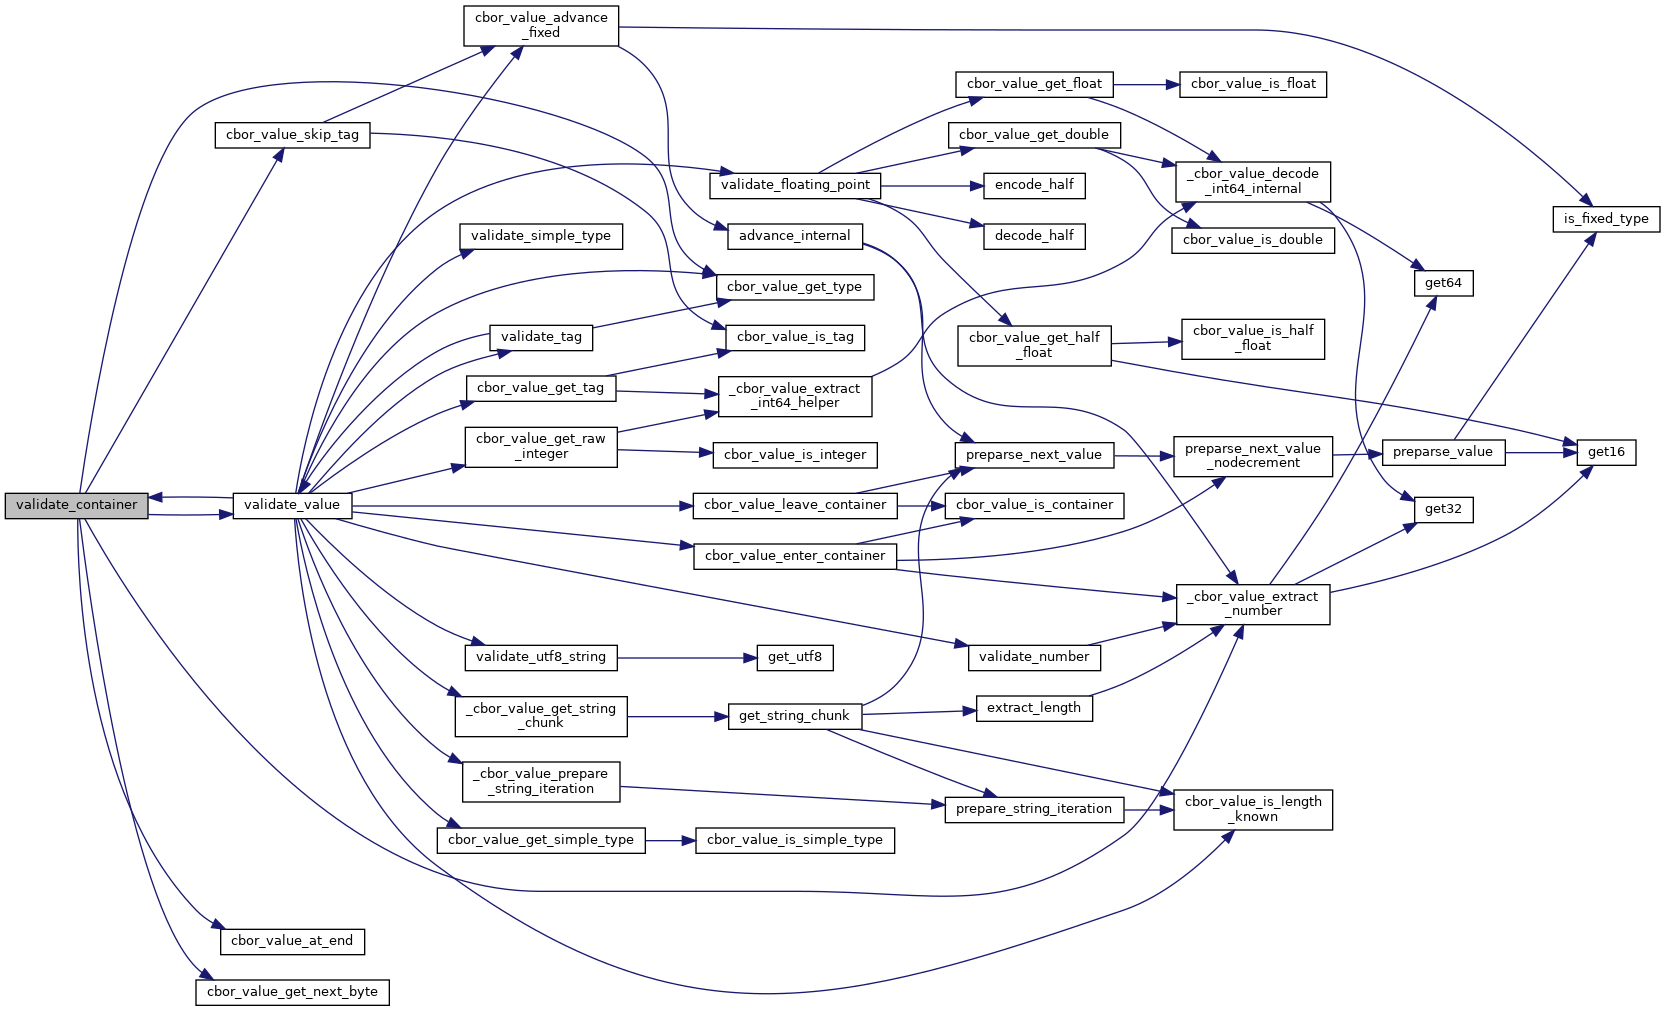 cbor_value_advance
_fixed
cbor_value_get_float
cbor_value_is_float
cbor_value_skip_tag
cbor_value_get_double
_cbor_value_decode
_int64_internal
validate_floating_point
encode_half
is_fixed_type
validate_simple_type
advance_internal
decode_half
cbor_value_is_double
cbor_value_get_type
get64
validate_tag
cbor_value_is_tag
cbor_value_get_half
_float
cbor_value_is_half
_float
cbor_value_get_tag
_cbor_value_extract
_int64_helper
cbor_value_get_raw
_integer
cbor_value_is_integer
preparse_next_value
preparse_next_value
_nodecrement
preparse_value
get16
validate_container
validate_value
cbor_value_leave_container
cbor_value_is_container
get32
cbor_value_enter_container
_cbor_value_extract
_number
validate_utf8_string
get_utf8
validate_number
_cbor_value_get_string
_chunk
get_string_chunk
extract_length
_cbor_value_prepare
_string_iteration
prepare_string_iteration
cbor_value_is_length
_known
cbor_value_get_simple_type
cbor_value_is_simple_type
cbor_value_at_end
cbor_value_get_next_byte